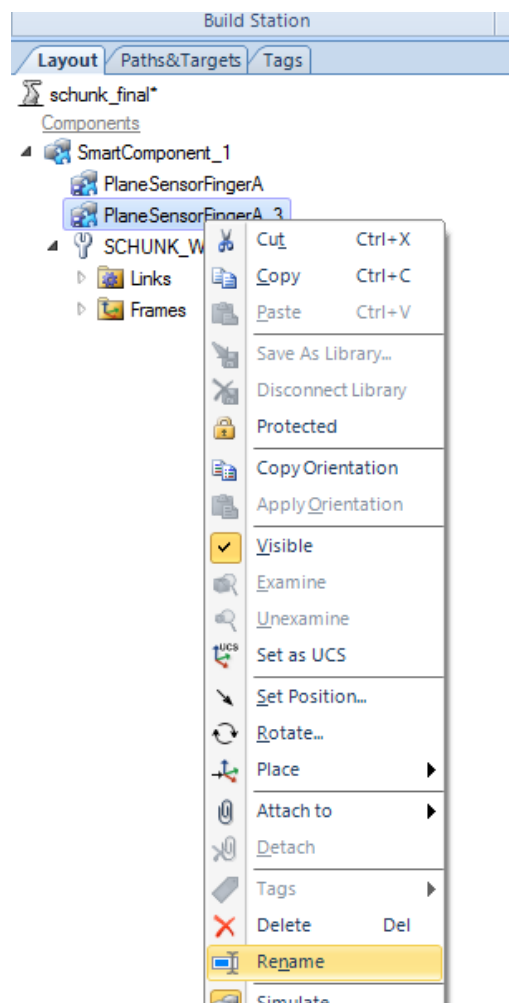 Build Station
Layout Paths&Targets Tags
schunk_final*
Components
SmartComponent_1
PlaneSensorFingerA
PlaneSensorFingerA_3
SCHUNK_W
Links
Frames
Cut Ctrl+X
Copy Ctrl+C
Paste Ctrl+V
Save As Library...
Disconnect Library
Protected
Copy Orientation
Apply Orientation
Visible
Examine
Unexamine
UCS Set as UCS
Set Position...
Rotate...
Place
Attach to
Detach
Tags
Delete Del
Rename
Simulate